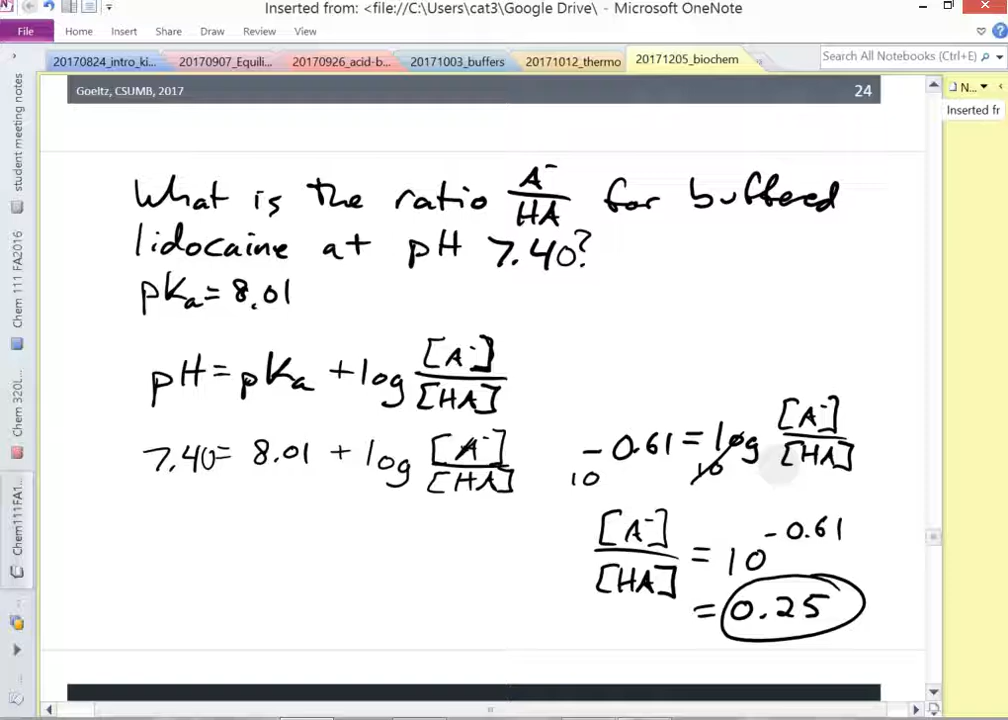 Inserted from: <file://C:\Users\cat3\Google Drive\ - Microsoft OneNote
File Home Insert Share Draw Review View
20170824_intro_ki... 20170907_Equili... 20170926_acid-b... 20171003_buffers 20171012_thermo 20171205_biochem Search All Notebooks (Ctrl+E)
N...
Inserted fr
student meeting notes
Chem 111 FA2016
Chem 320L
Chem111FA1
Goeltz, CSUMB, 2017 24
What is the ratio A⁻/HA for buffered
lidocaine at pH 7.40?
pKa = 8.01
pH = pKa + log [A⁻]/[HA]
7.40 = 8.01 + log [A⁻]/[HA]
10 -0.61 = log10 [A⁻]/[HA]
[A⁻]/[HA] = 10^-0.61
= 0.25